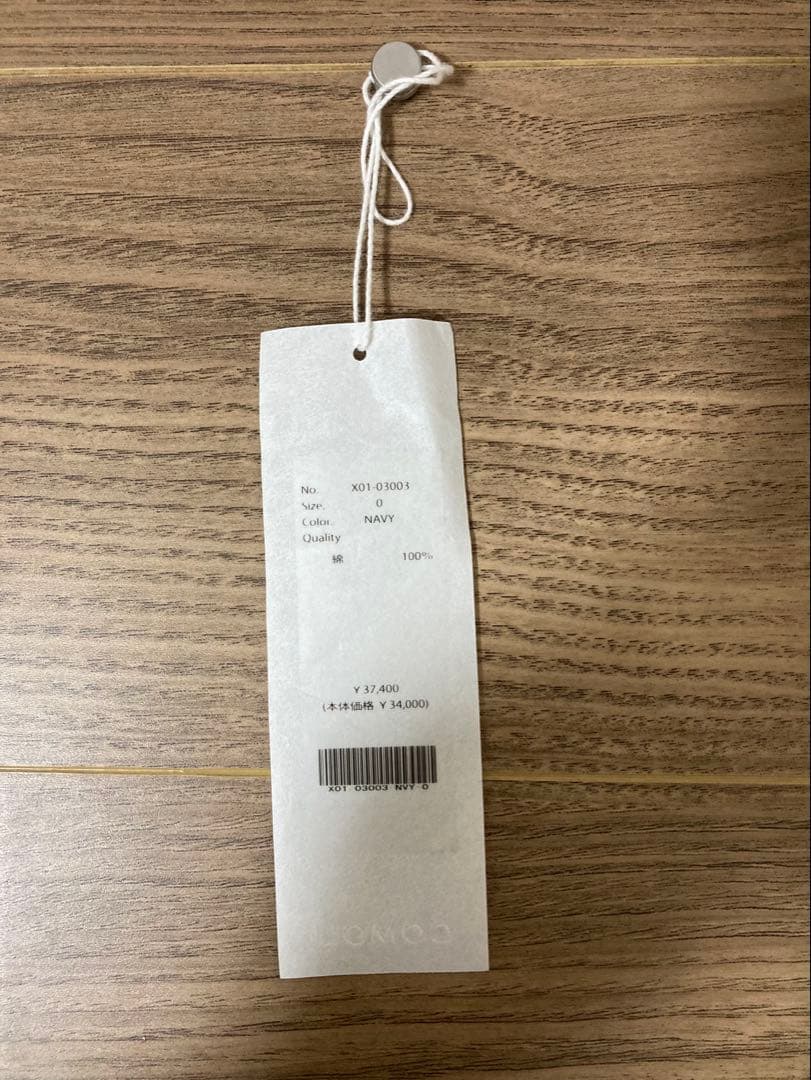 No. X01-03003
Size. 0
Color. NAVY
Quality
綿 100%
¥ 37,400
(本体価格 ¥ 34,000)
X01 03003 NVY 0